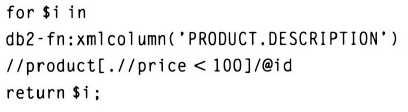 for $i in
db2-fn:xmlcolumn('PRODUCT.DESCRIPTION')
//product[.//price < 100]/@id
return $i;